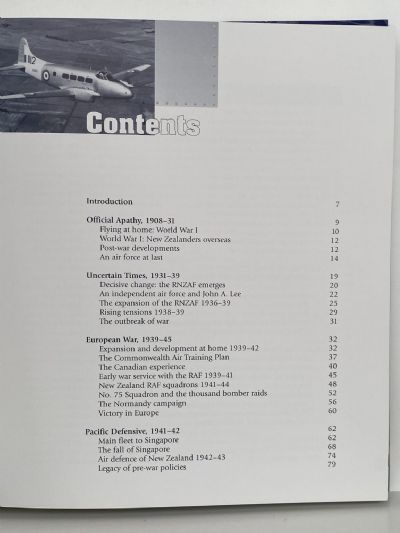 Contents
Introduction 7
Official Apathy, 1908–31 9
Flying at home: World War I 10
World War I: New Zealanders overseas 12
Post-war developments 12
An air force at last 14
Uncertain Times, 1931–39 19
Decisive change: the RNZAF emerges 20
An independent air force and John A. Lee 22
The expansion of the RNZAF 1936–39 25
Rising tensions 1938–39 29
The outbreak of war 31
European War, 1939–45 32
Expansion and development at home 1939–42 32
The Commonwealth Air Training Plan 37
The Canadian experience 40
Early war service with the RAF 1939–41 45
New Zealand RAF squadrons 1941–44 48
No. 75 Squadron and the thousand bomber raids 52
The Normandy campaign 56
Victory in Europe 60
Pacific Defensive, 1941–42 62
Main fleet to Singapore 62
The fall of Singapore 68
Air defence of New Zealand 1942–43 74
Legacy of pre-war policies 79